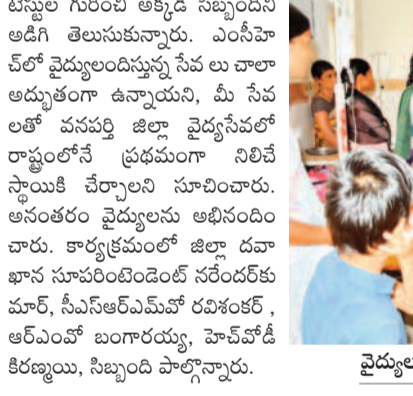 టెస్టుల గురించి అక్కడి సిబ్బందిని
అడిగి తెలుసుకున్నారు. ఎంసీహె
చ్‌లో వైద్యులందిస్తున్న సేవ లు చాలా
అద్భుతంగా ఉన్నాయని, మీ సేవ
లతో వనపర్తి జిల్లా వైద్యసేవలో
రాష్ట్రంలోనే ప్రథమంగా నిలిచే
స్థాయికి చేర్చాలని సూచించారు.
అనంతరం వైద్యులను అభినందిం
చారు. కార్యక్రమంలో జిల్లా దవా
ఖాన సూపరింటెండెంట్ నరేందర్‌కు
మార్, సీఎస్ఆర్ఎమ్‌వో రవిశంకర్ ,
ఆర్ఎంవో బంగారయ్య, హెచ్‌వోడీ
కిరణ్మయి, సిబ్బంది పాల్గొన్నారు.